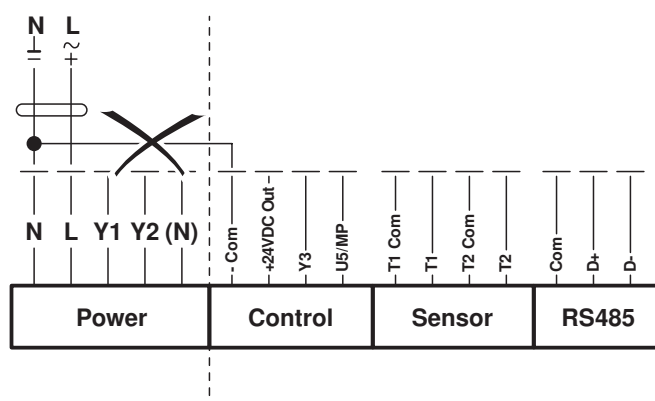 N L
N L Y1 Y2 (N)
- Com
+24VDC Out
Y3
U5/MP
T1 Com
T1
T2 Com
T2
Com
D+
D-
Power Control Sensor RS485